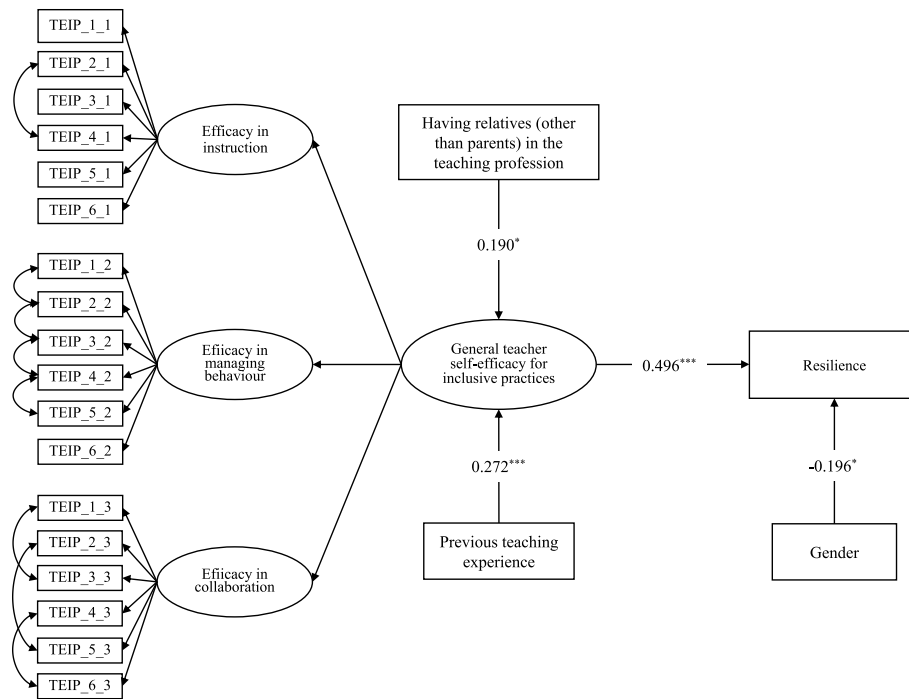 TEIP_1_1
TEIP_2_1
TEIP_3_1
TEIP_4_1
TEIP_5_1
TEIP_6_1
Efficacy in
instruction
Having relatives (other
than parents) in the
teaching profession
0.190*
TEIP_1_2
TEIP_2_2
TEIP_3_2
TEIP_4_2
TEIP_5_2
TEIP_6_2
Efiicacy in
managing
behaviour
General teacher
self-efficacy for
inclusive practices
0.496***
Resilience
0.272***
-0.196*
Previous teaching
experience
Gender
TEIP_1_3
TEIP_2_3
TEIP_3_3
TEIP_4_3
TEIP_5_3
TEIP_6_3
Efiicacy in
collaboration